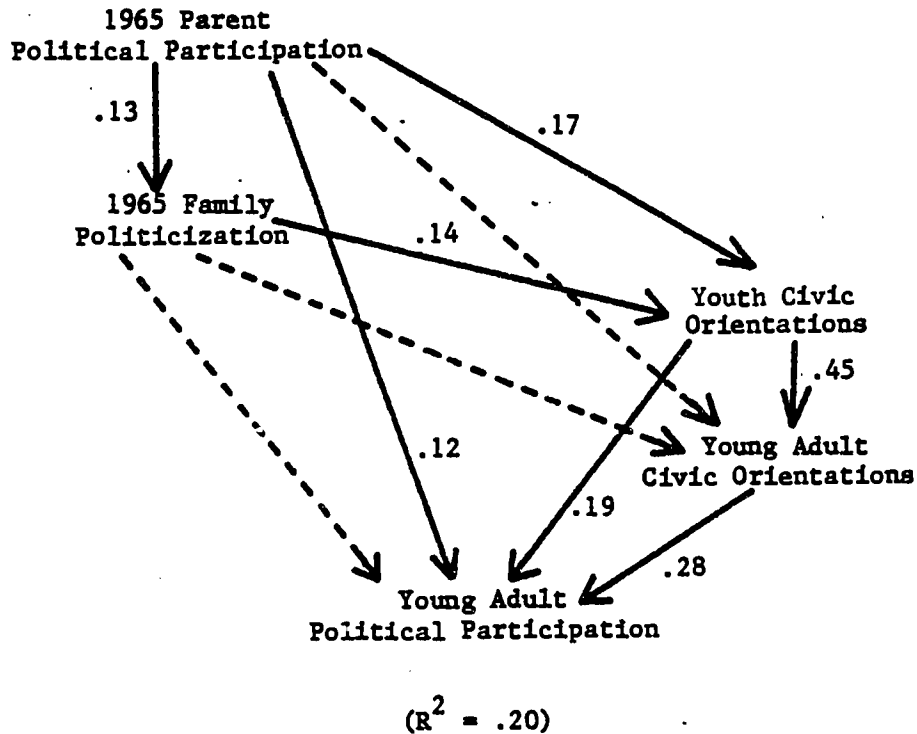 1965 Parent
Political Participation
.13
.17
1965 Family
Politicization
.14
Youth Civic
Orientations
.45
Young Adult
Civic Orientations
.12
.19
.28
Young Adult
Political Participation
(R² = .20)